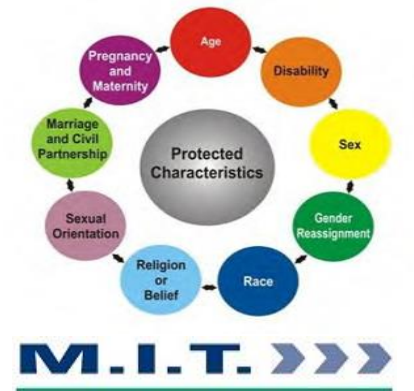 Age
Disability
Sex
Gender
Reassignment
Race
Religion
or
Belief
Sexual
Orientation
Marriage
and Civil
Partnership
Pregnancy
and
Maternity
Protected
Characteristics
M.I.T.